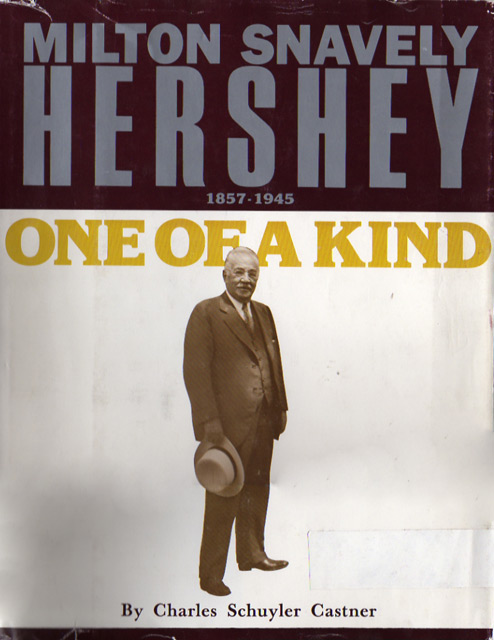 MILTON SNAVELY
HERSHEY
1857-1945
ONE OF A KIND
By Charles Schuyler Castner